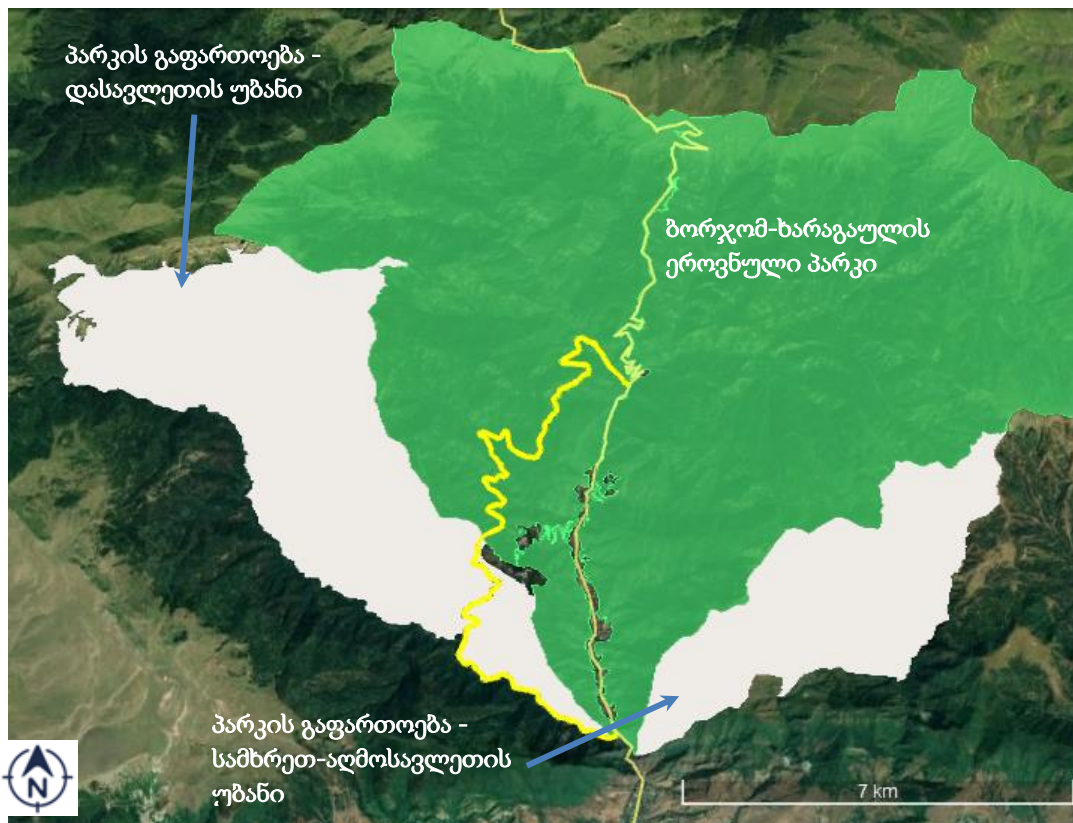 პარკის გაფართოება -
დასავლეთის უბანი
ბორჯომ-ხარაგაულის
ეროვნული პარკი
პარკის გაფართოება -
სამხრეთ-აღმოსავლეთის
უბანი
N
7 km